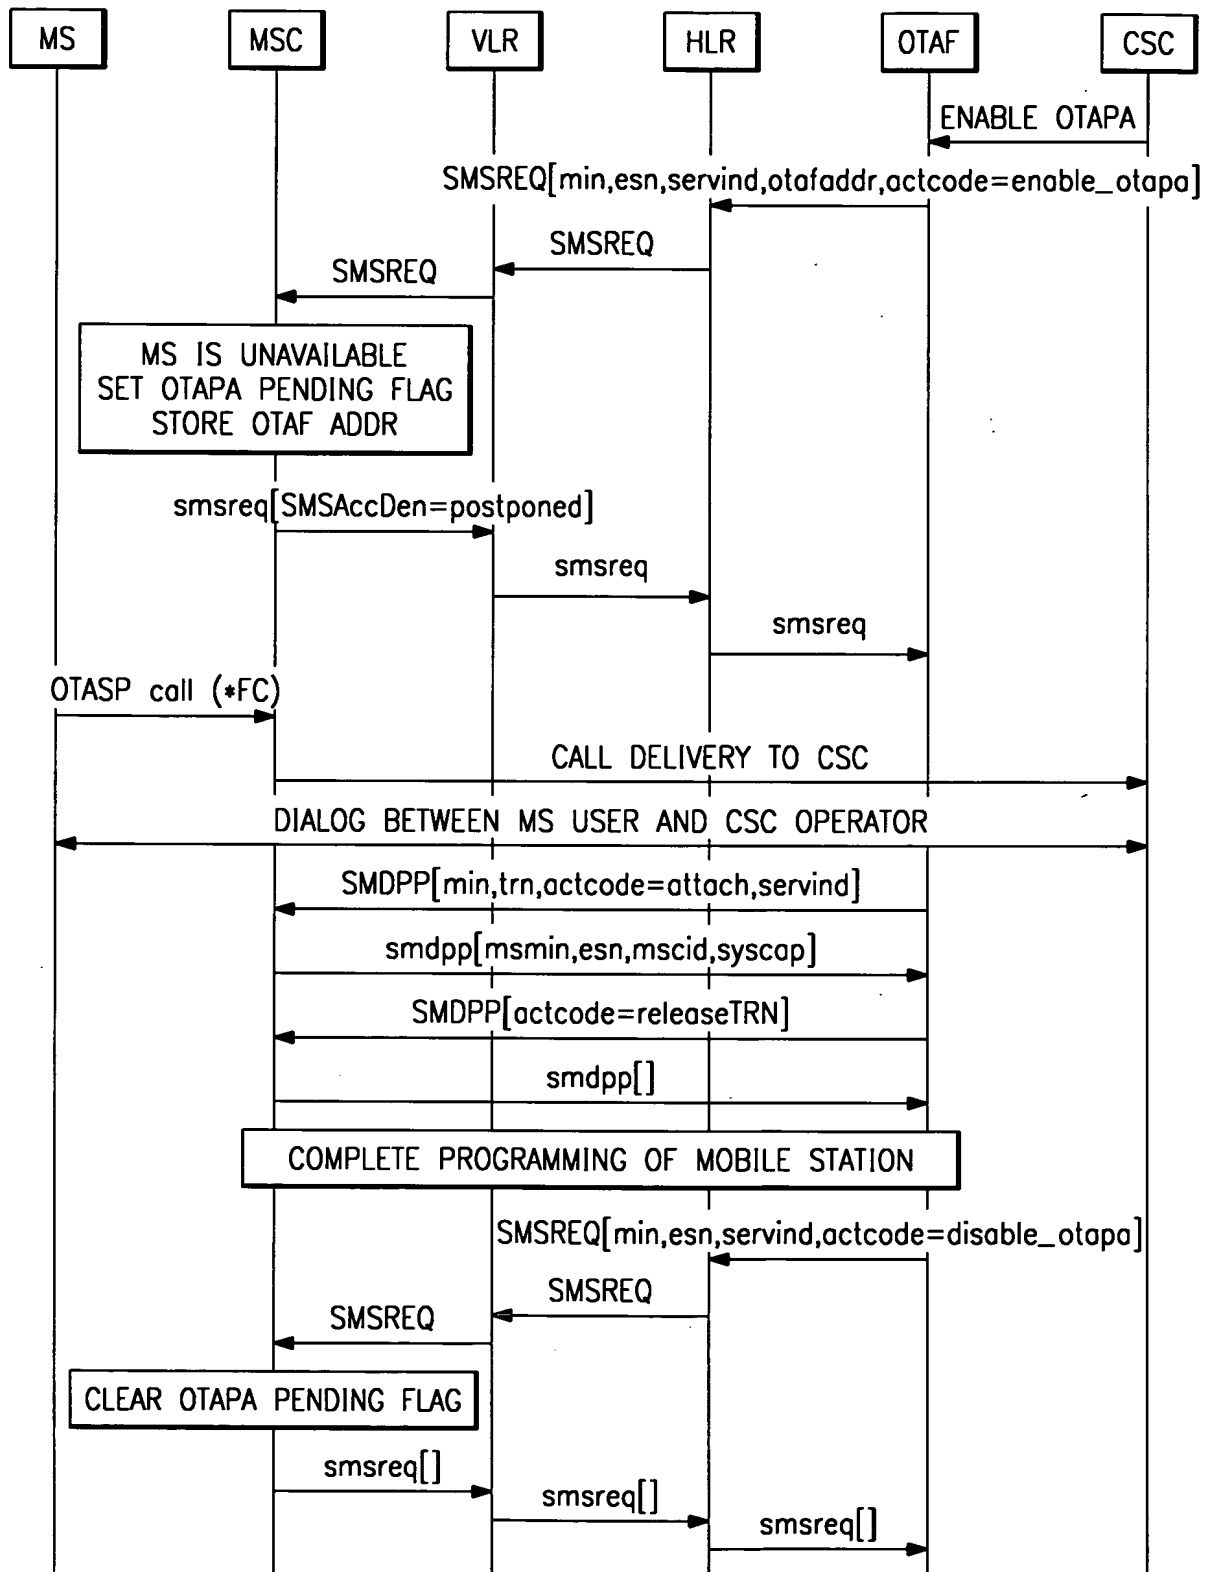 MS
MSC
VLR
HLR
OTAF
CSC
ENABLE OTAPA
SMSREQ[min,esn,servind,otafaddr,actcode=enable_otapa]
SMSREQ
SMSREQ
MS IS UNAVAILABLE
SET OTAPA PENDING FLAG
STORE OTAF ADDR
smsreq[SMSAccDen=postponed]
smsreq
smsreq
OTASP call (*FC)
CALL DELIVERY TO CSC
DIALOG BETWEEN MS USER AND CSC OPERATOR
SMDPP[min,trn,actcode=attach,servind]
smdpp[msmin,esn,mscid,syscap]
SMDPP[actcode=releaseTRN]
smdpp[]
COMPLETE PROGRAMMING OF MOBILE STATION
SMSREQ[min,esn,servind,actcode=disable_otapa]
SMSREQ
SMSREQ
CLEAR OTAPA PENDING FLAG
smsreq[]
smsreq[]
smsreq[]